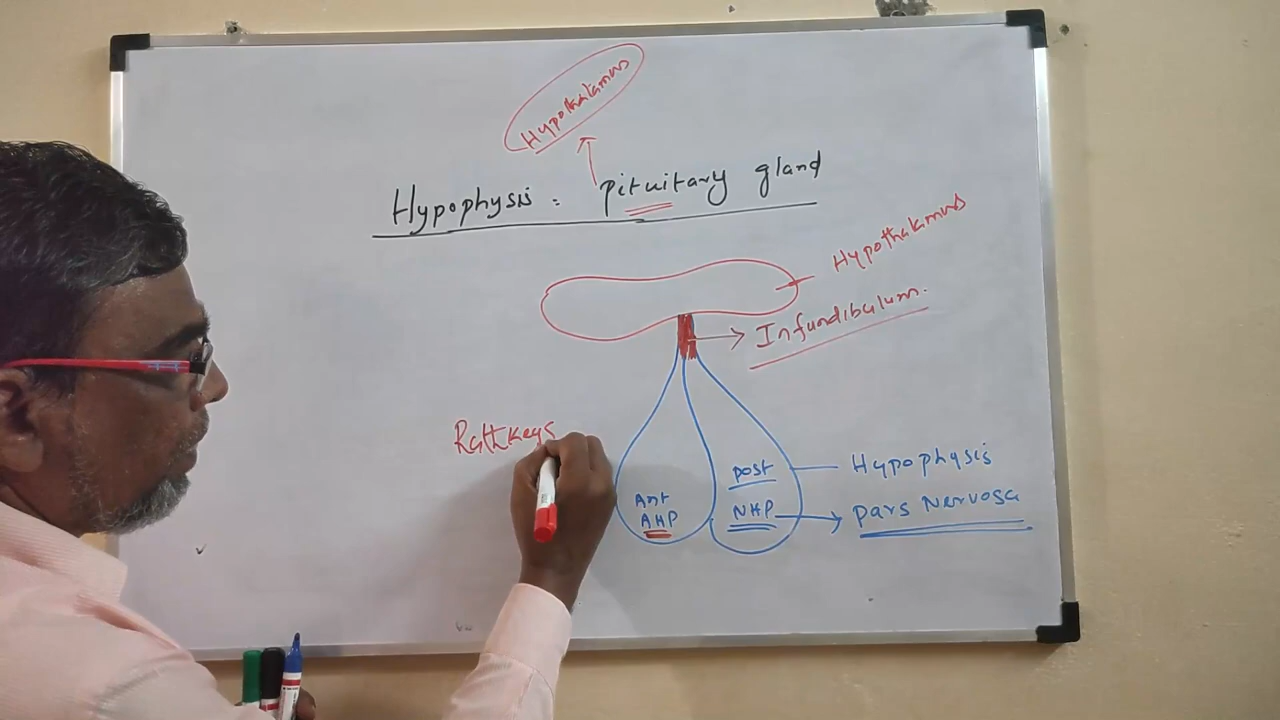 Hypothalamus
Hypophysis : pituitary gland
Hypothalamus
Infundibulum.
Rathkeys
Ant
AHP
post
NHP
Hypophysis
pars Nervosa